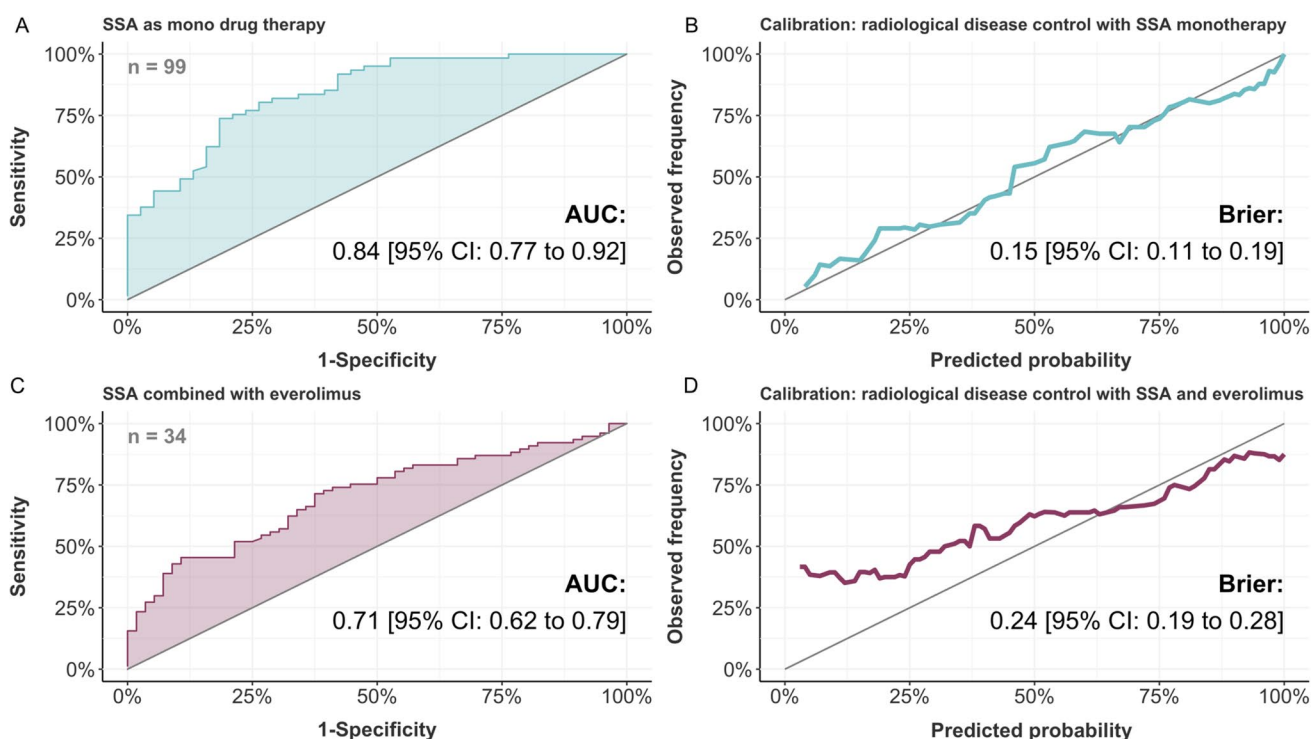 A
SSA as mono drug therapy
n = 99
100%
75%
50%
25%
0%
Sensitivity
AUC:
0.84 [95% CI: 0.77 to 0.92]
0% 25% 50% 75% 100%
1-Specificity
B
Calibration: radiological disease control with SSA monotherapy
100%
75%
50%
25%
0%
Observed frequency
Brier:
0.15 [95% CI: 0.11 to 0.19]
0% 25% 50% 75% 100%
Predicted probability
C
SSA combined with everolimus
n = 34
100%
75%
50%
25%
0%
Sensitivity
AUC:
0.71 [95% CI: 0.62 to 0.79]
0% 25% 50% 75% 100%
1-Specificity
D
Calibration: radiological disease control with SSA and everolimus
100%
75%
50%
25%
0%
Observed frequency
Brier:
0.24 [95% CI: 0.19 to 0.28]
0% 25% 50% 75% 100%
Predicted probability